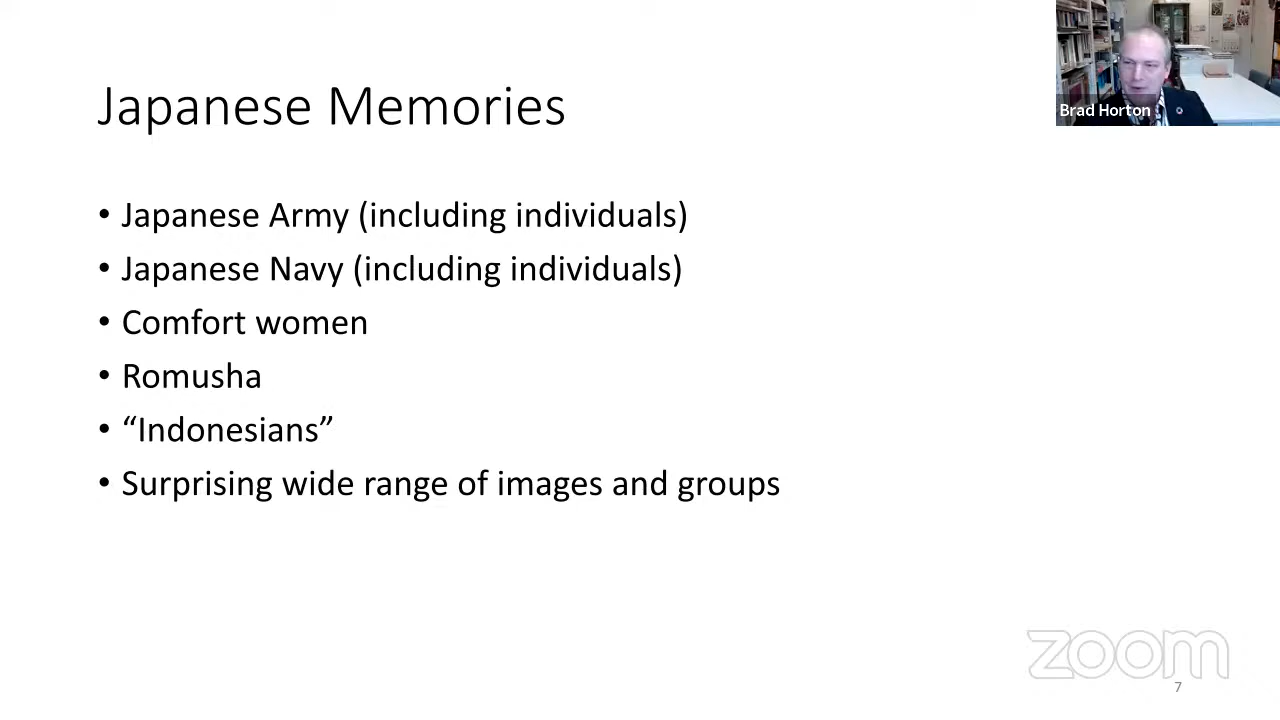 Japanese Memories
Brad Horton
• Japanese Army (including individuals)
• Japanese Navy (including individuals)
• Comfort women
• Romusha
• “Indonesians”
• Surprising wide range of images and groups
zoom
7